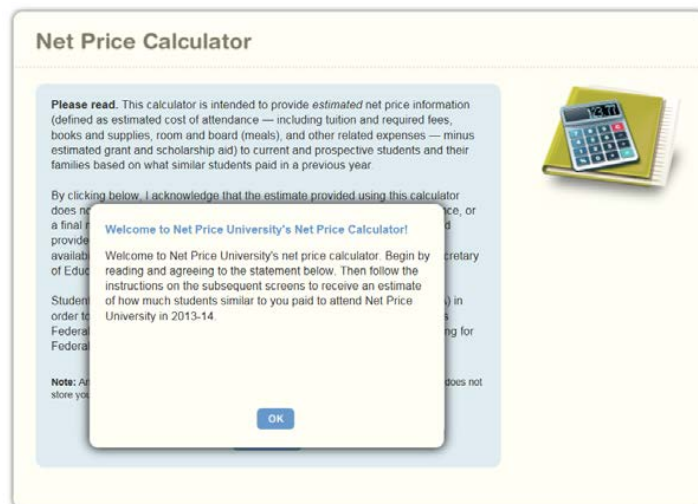 Net Price Calculator
Please read. This calculator is intended to provide estimated net price information
(defined as estimated cost of attendance — including tuition and required fees,
books and supplies, room and board (meals), and other related expenses — minus
estimated grant and scholarship aid) to current and prospective students and their
families based on what similar students paid in a previous year.
By clicking below, I acknowledge that the estimate provided using this calculator
does
or
a final
provide
of Educ
Welcome to Net Price University's Net Price Calculator!
Welcome to Net Price University's net price calculator. Begin by
reading and agreeing to the statement below. Then follow the
instructions on the subsequent screens to receive an estimate
of how much students similar to you paid to attend Net Price
University in 2013-14.
OK
Student
in
order to
Federal
for
Federal
Note:
does not
store